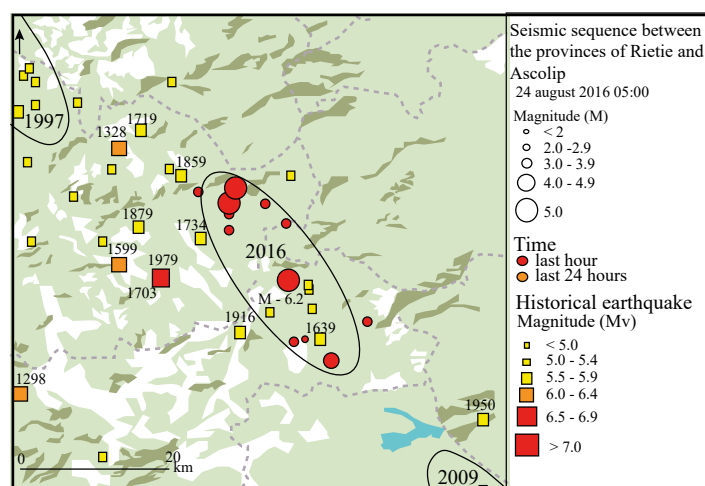 Seismic sequence between
the provinces of Rietie and
Ascolip
24 august 2016 05:00
Magnitude (M)
< 2
2.0 -2.9
3.0 - 3.9
4.0 - 4.9
5.0
Time
last hour
last 24 hours
Historical earthquake
Magnitude (Mv)
< 5.0
5.0 - 5.4
5.5 - 5.9
6.0 - 6.4
6.5 - 6.9
> 7.0
1997
1328
1719
1859
1879
1734
1599
1979
1703
2016
M - 6.2
1916
1639
1298
1950
2009
0
20
km